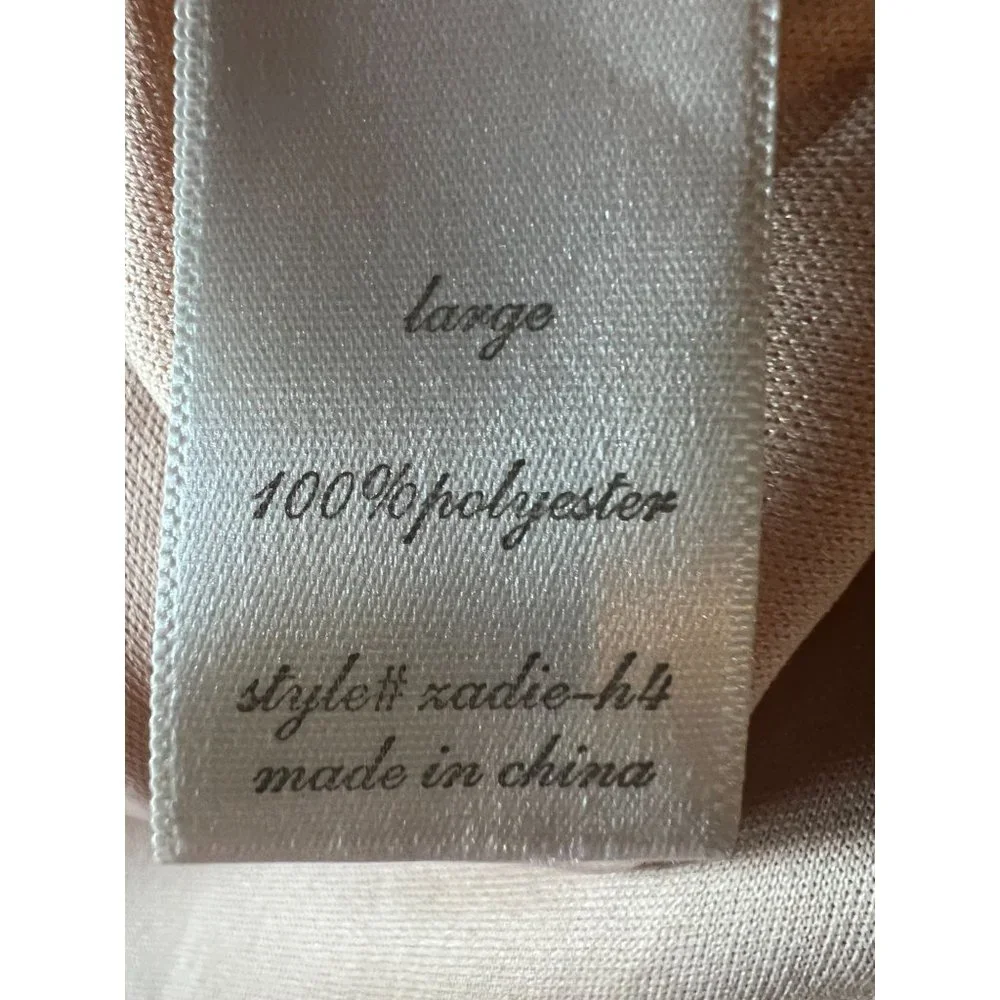 large
100%polyester
style# zadie-h4
made in china